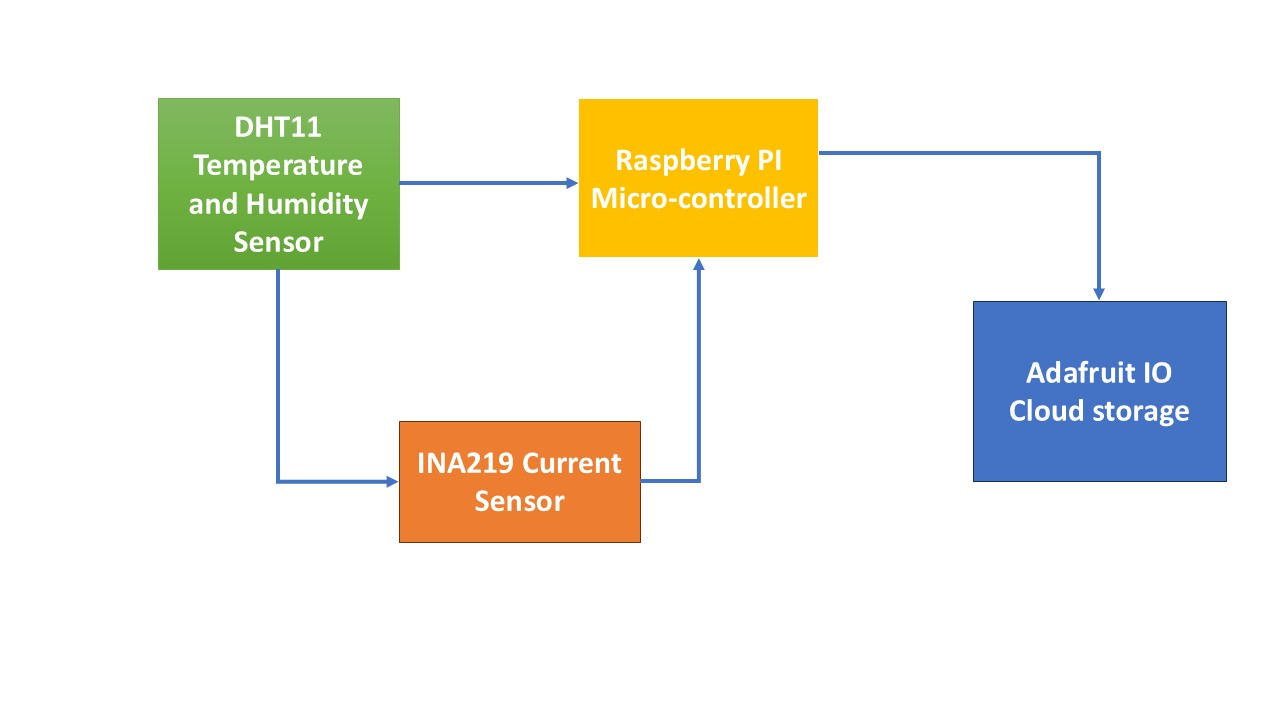 DHT11
Temperature
and Humidity
Sensor
Raspberry PI
Micro-controller
Adafruit IO
Cloud storage
INA219 Current
Sensor